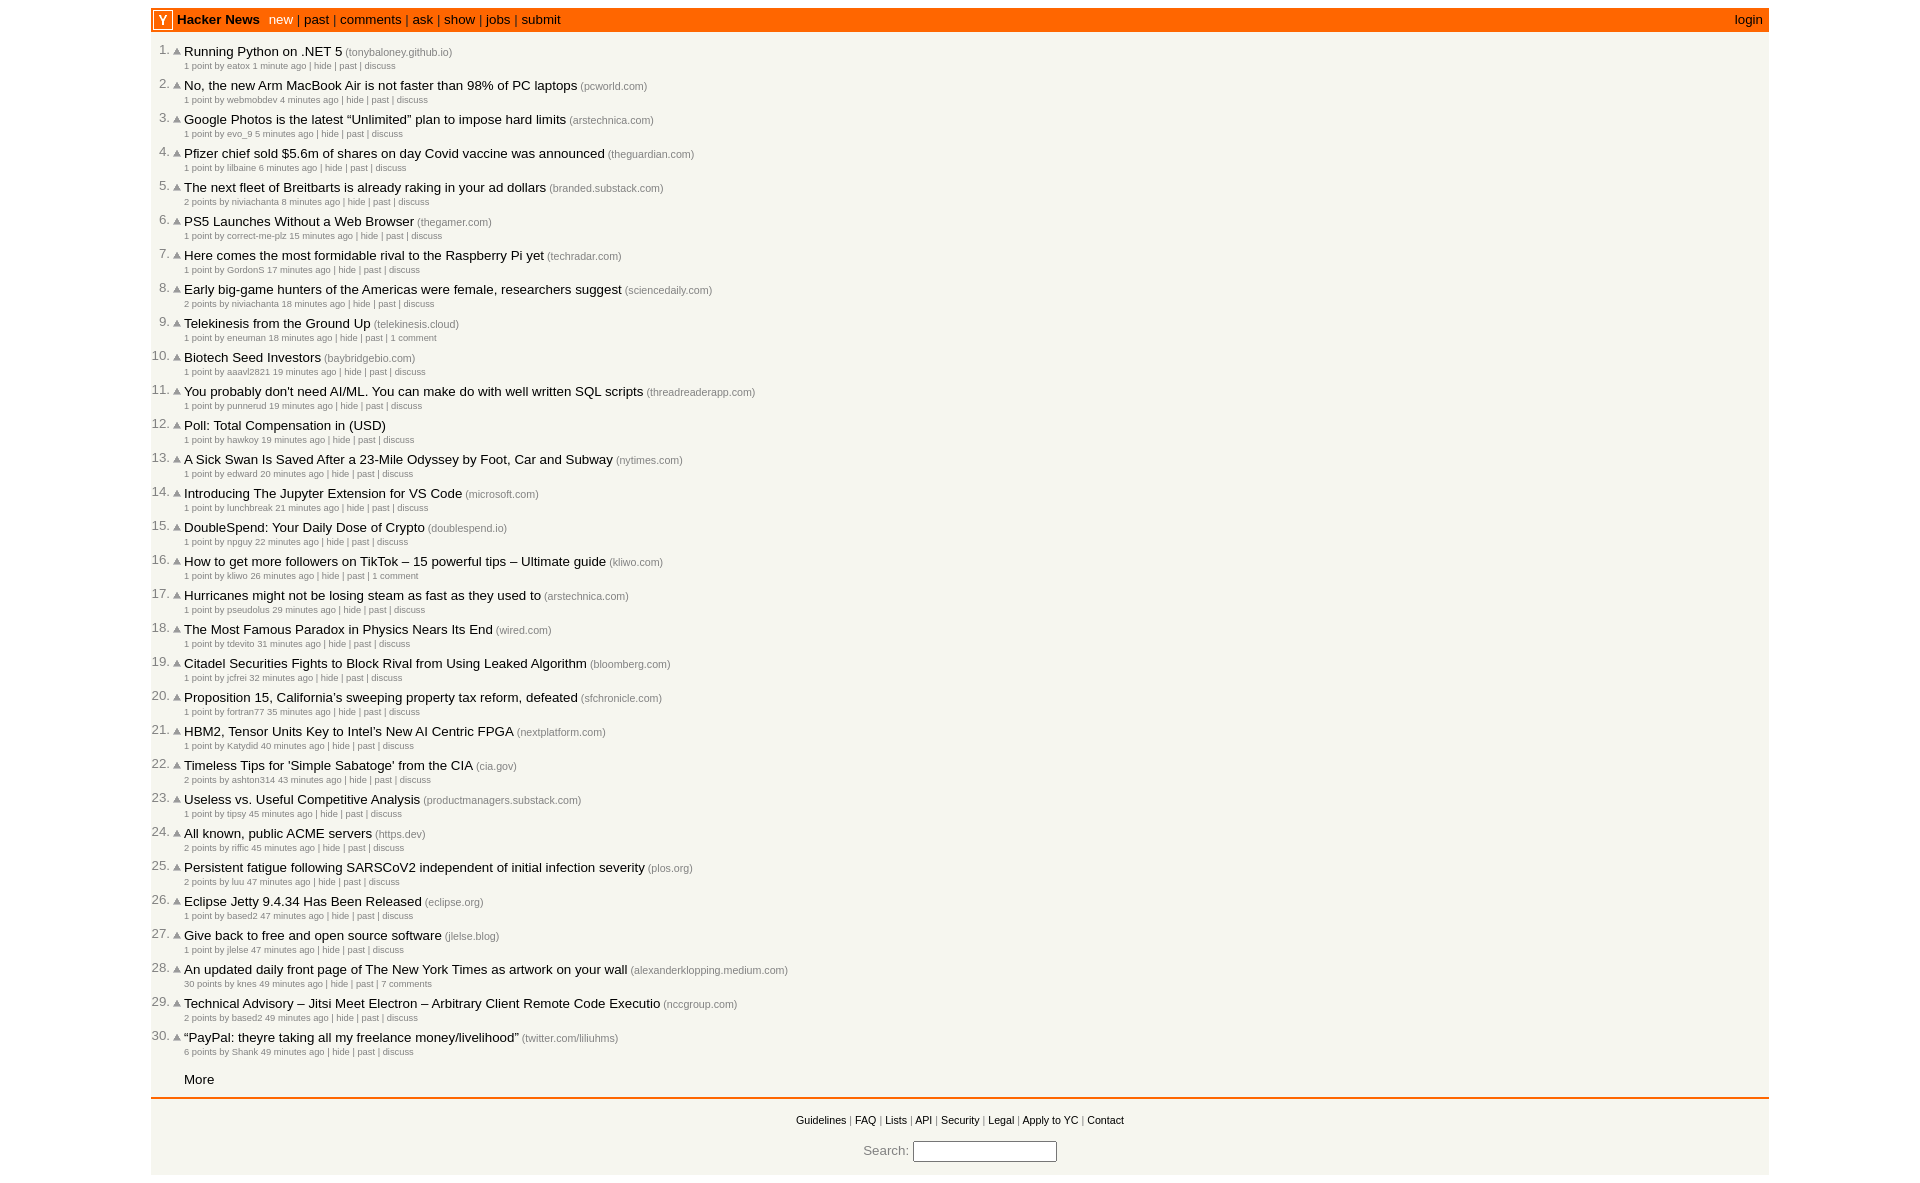 Y Hacker News new | past | comments | ask | show | jobs | submit login
1. Running Python on .NET 5 (tonybaloney.github.io)
1 point by eatox 1 minute ago | hide | past | discuss
2. No, the new Arm MacBook Air is not faster than 98% of PC laptops (pcworld.com)
1 point by webmobdev 4 minutes ago | hide | past | discuss
3. Google Photos is the latest “Unlimited” plan to impose hard limits (arstechnica.com)
1 point by evo_9 5 minutes ago | hide | past | discuss
4. Pfizer chief sold $5.6m of shares on day Covid vaccine was announced (theguardian.com)
1 point by lilbaine 6 minutes ago | hide | past | discuss
5. The next fleet of Breitbarts is already raking in your ad dollars (branded.substack.com)
2 points by niviachanta 8 minutes ago | hide | past | discuss
6. PS5 Launches Without a Web Browser (thegamer.com)
1 point by correct-me-plz 15 minutes ago | hide | past | discuss
7. Here comes the most formidable rival to the Raspberry Pi yet (techradar.com)
1 point by GordonS 17 minutes ago | hide | past | discuss
8. Early big-game hunters of the Americas were female, researchers suggest (sciencedaily.com)
2 points by niviachanta 18 minutes ago | hide | past | discuss
9. Telekinesis from the Ground Up (telekinesis.cloud)
1 point by eneuman 18 minutes ago | hide | past | 1 comment
10. Biotech Seed Investors (baybridgebio.com)
1 point by aaavl2821 19 minutes ago | hide | past | discuss
11. You probably don't need AI/ML. You can make do with well written SQL scripts (threadreaderapp.com)
1 point by punnerud 19 minutes ago | hide | past | discuss
12. Poll: Total Compensation in (USD)
1 point by hawkoy 19 minutes ago | hide | past | discuss
13. A Sick Swan Is Saved After a 23-Mile Odyssey by Foot, Car and Subway (nytimes.com)
1 point by edward 20 minutes ago | hide | past | discuss
14. Introducing The Jupyter Extension for VS Code (microsoft.com)
1 point by lunchbreak 21 minutes ago | hide | past | discuss
15. DoubleSpend: Your Daily Dose of Crypto (doublespend.io)
1 point by npguy 22 minutes ago | hide | past | discuss
16. How to get more followers on TikTok – 15 powerful tips – Ultimate guide (kliwo.com)
1 point by kliwo 26 minutes ago | hide | past | 1 comment
17. Hurricanes might not be losing steam as fast as they used to (arstechnica.com)
1 point by pseudolus 29 minutes ago | hide | past | discuss
18. The Most Famous Paradox in Physics Nears Its End (wired.com)
1 point by tdevito 31 minutes ago | hide | past | discuss
19. Citadel Securities Fights to Block Rival from Using Leaked Algorithm (bloomberg.com)
1 point by jcfrei 32 minutes ago | hide | past | discuss
20. Proposition 15, California’s sweeping property tax reform, defeated (sfchronicle.com)
1 point by fortran77 35 minutes ago | hide | past | discuss
21. HBM2, Tensor Units Key to Intel’s New AI Centric FPGA (nextplatform.com)
1 point by Katydid 40 minutes ago | hide | past | discuss
22. Timeless Tips for 'Simple Sabatoge' from the CIA (cia.gov)
2 points by ashton314 43 minutes ago | hide | past | discuss
23. Useless vs. Useful Competitive Analysis (productmanagers.substack.com)
1 point by tipsy 45 minutes ago | hide | past | discuss
24. All known, public ACME servers (https.dev)
2 points by riffic 45 minutes ago | hide | past | discuss
25. Persistent fatigue following SARSCoV2 independent of initial infection severity (plos.org)
2 points by luu 47 minutes ago | hide | past | discuss
26. Eclipse Jetty 9.4.34 Has Been Released (eclipse.org)
1 point by based2 47 minutes ago | hide | past | discuss
27. Give back to free and open source software (jlelse.blog)
1 point by jlelse 47 minutes ago | hide | past | discuss
28. An updated daily front page of The New York Times as artwork on your wall (alexanderklopping.medium.com)
30 points by knes 49 minutes ago | hide | past | 7 comments
29. Technical Advisory – Jitsi Meet Electron – Arbitrary Client Remote Code Executio (nccgroup.com)
2 points by based2 49 minutes ago | hide | past | discuss
30. “PayPal: theyre taking all my freelance money/livelihood” (twitter.com/liliuhms)
6 points by Shank 49 minutes ago | hide | past | discuss
More
Guidelines | FAQ | Lists | API | Security | Legal | Apply to YC | Contact
Search: